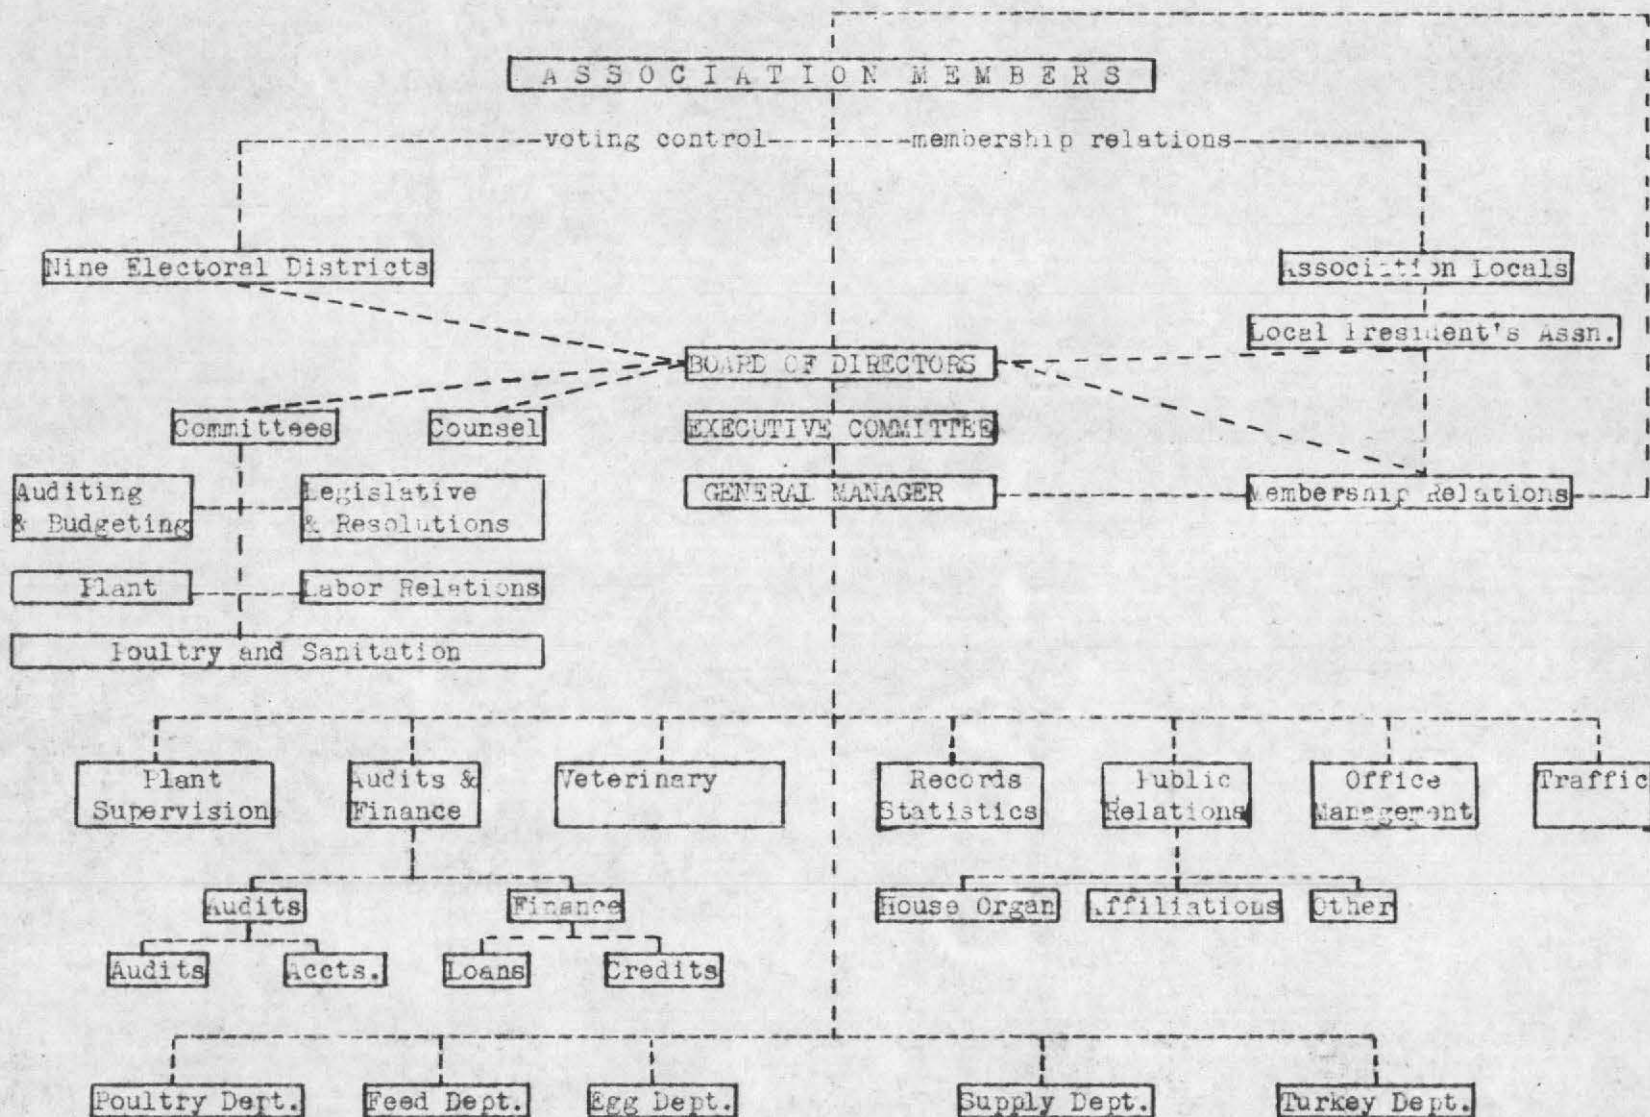 ASSOCIATION MEMBERS
voting control membership relations
Nine Electoral Districts
Association Locals
Local President's Assn.
BOARD OF DIRECTORS
Committees
Counsel
EXECUTIVE COMMITTEE
Auditing
& Budgeting
Legislative
& Resolutions
GENERAL MANAGER
Membership Relations
Plant
Labor Relations
Poultry and Sanitation
Plant
Supervision
Audits &
Finance
Veterinary
Records
Statistics
Public
Relations
Office
Management
Traffic
Audits
Finance
House Organ
Affiliations
Other
Audits
Accts.
Loans
Credits
Poultry Dept.
Feed Dept.
Egg Dept.
Supply Dept.
Turkey Dept.